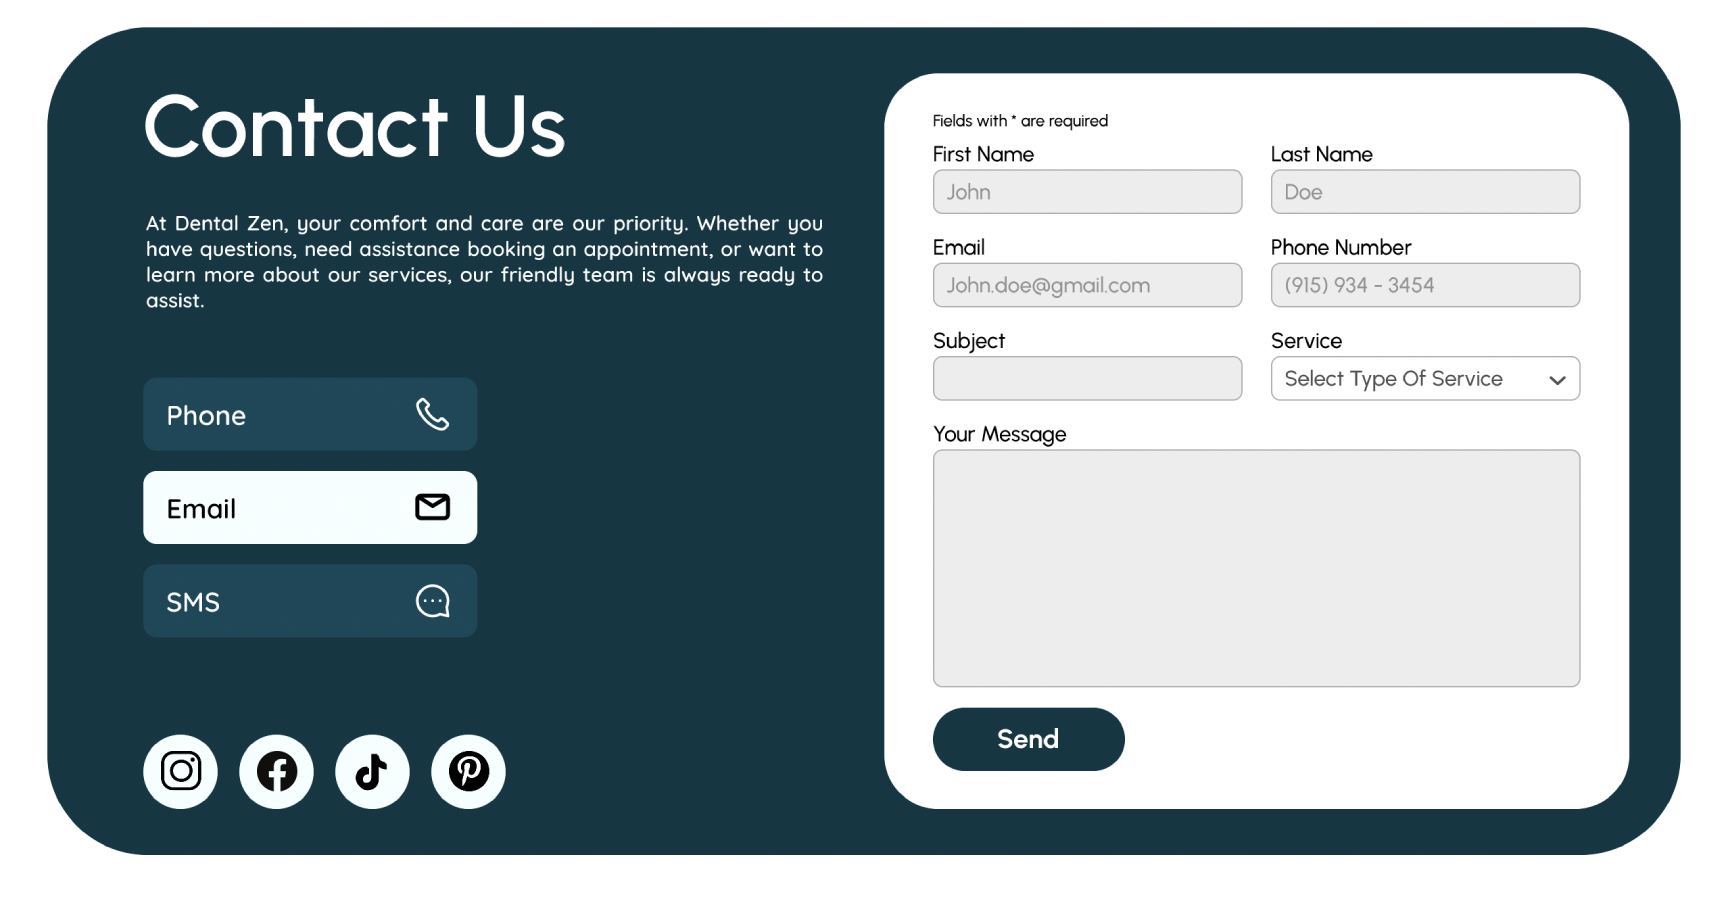 Contact Us
At Dental Zen, your comfort and care are our priority. Whether you
have questions, need assistance booking an appointment, or want to
learn more about our services, our friendly team is always ready to
assist.
Phone
Email
SMS
Fields with * are required
First Name
Last Name
John
Doe
Email
Phone Number
John.doe@gmail.com
(915) 934 - 3454
Subject
Service
Select Type Of Service
Your Message
Send